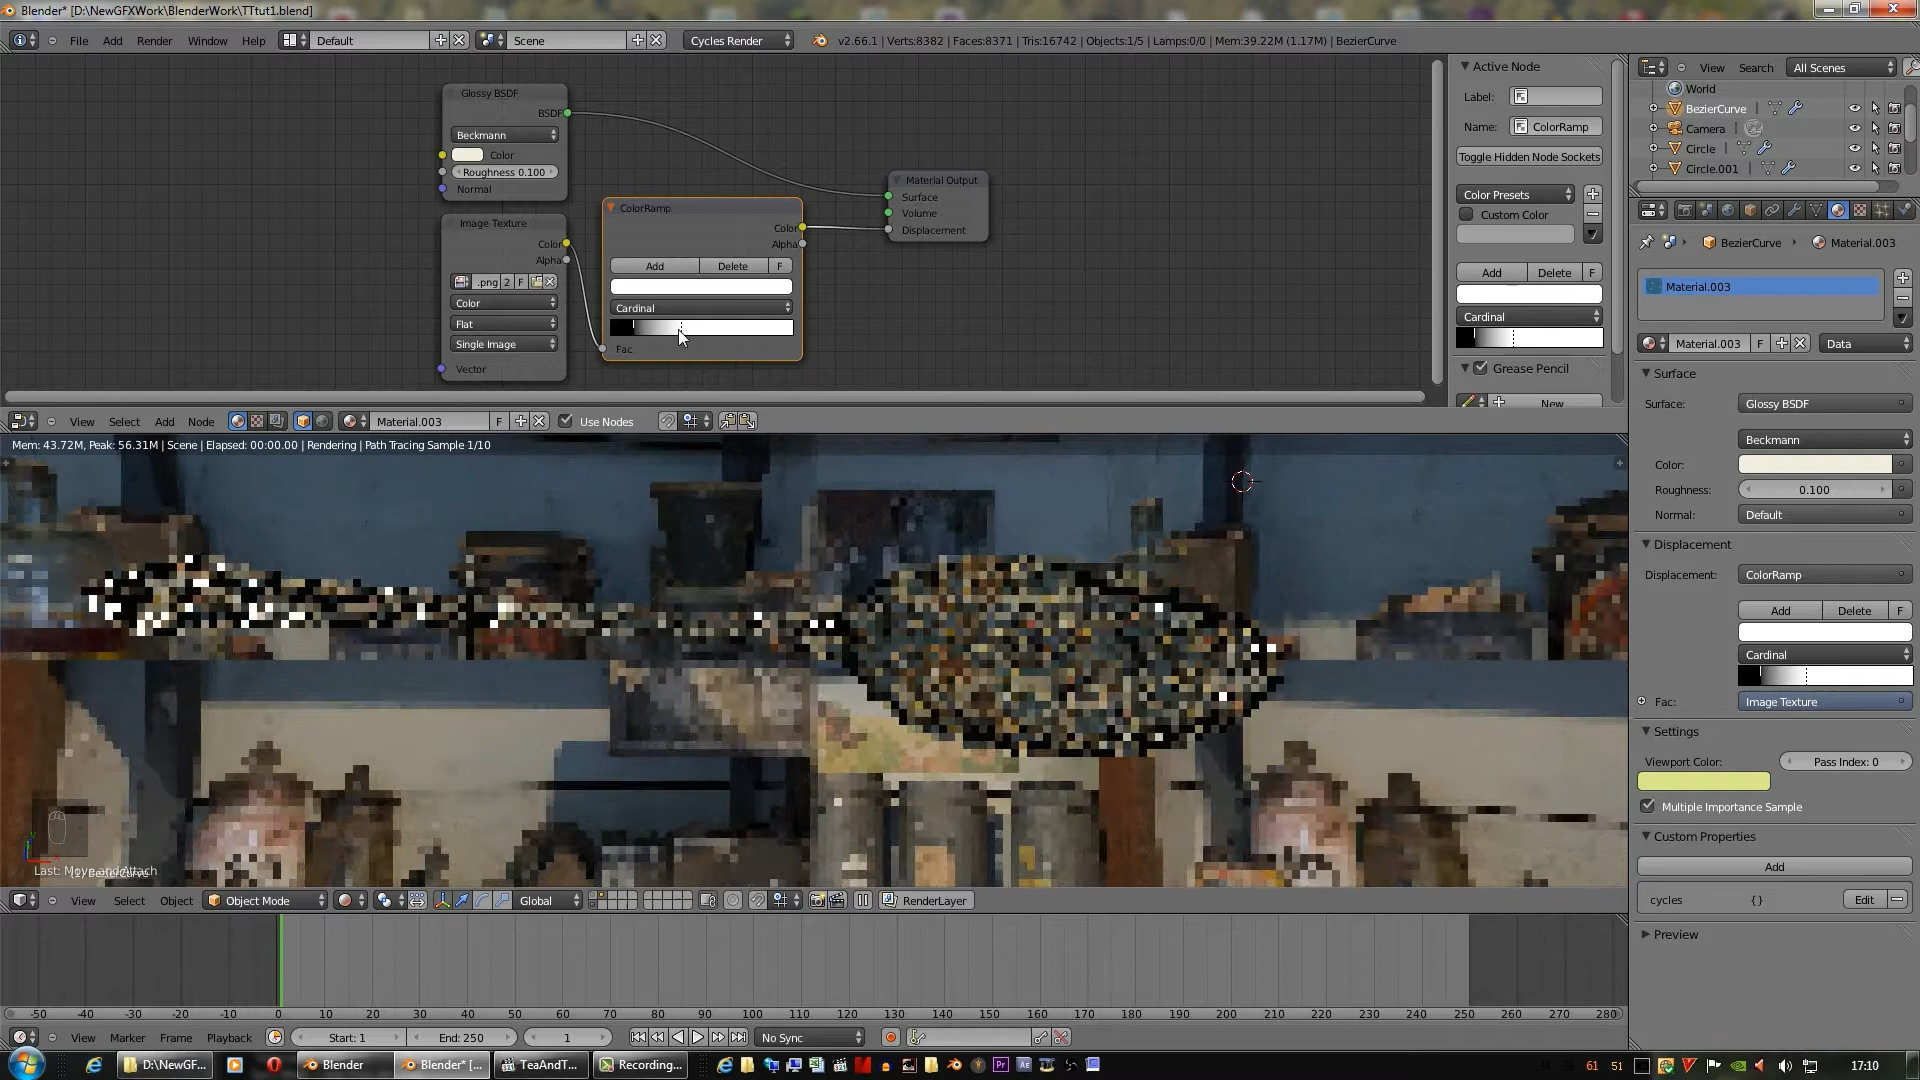 Blender* [D:\NewGFXWork\BlenderWork\TTtut1.blend]
File Add Render Window Help Default Scene Cycles Render v2.66.1 | Verts:8382 | Faces:8371 | Tris:16742 | Objects:1/5 | Lamps:0/0 | Mem:39.22M (1.17M) | BezierCurve
View Search All Scenes
World
BezierCurve
Camera
Circle
Circle.001
Glossy BSDF
BSDF
Beckmann
Color
Roughness 0.100
Normal
Image Texture
Color
Alpha
.png 2 F
Color
Flat
Single Image
Vector
ColorRamp
Color
Alpha
Add Delete F
Cardinal
Fac
Material Output
Surface
Volume
Displacement
Active Node
Label:
Name: ColorRamp
Toggle Hidden Node Sockets
Color Presets
Custom Color
Add Delete F
Cardinal
Grease Pencil
New
BezierCurve Material.003
Material.003
Material.003 F Data
Surface
Surface: Glossy BSDF
Beckmann
Color:
Roughness: 0.100
Normal: Default
Displacement
Displacement: ColorRamp
Add Delete F
Cardinal
Fac: Image Texture
Settings
Viewport Color: Pass Index: 0
Multiple Importance Sample
Custom Properties
Add
cycles {} Edit
Preview
View Select Add Node Material.003 F Use Nodes
Mem: 43.72M, Peak: 56.31M | Scene | Elapsed: 00:00.00 | Rendering | Path Tracing Sample 1/10
Last: Move and Attach
View Select Object Object Mode Global RenderLayer
-50 -40 -30 -20 -10 0 10 20 30 40 50 60 70 80 90 100 110 120 130 140 150 160 170 180 190 200 210 220 230 240 250 260 270 280
View Marker Frame Playback Start: 1 End: 250 1 No Sync
D:\NewGF... Blender Blender* [... TeaAndT... Recording... 61 51 17:10